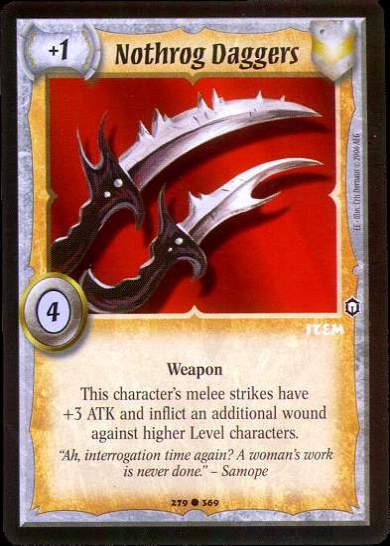 +1
Nothrog Daggers
4
ITEM
Weapon
This character's melee strikes have
+3 ATK and inflict an additional wound
against higher Level characters.
“Ah, interrogation time again? A woman's work
is never done.” – Samope
279 ● 369